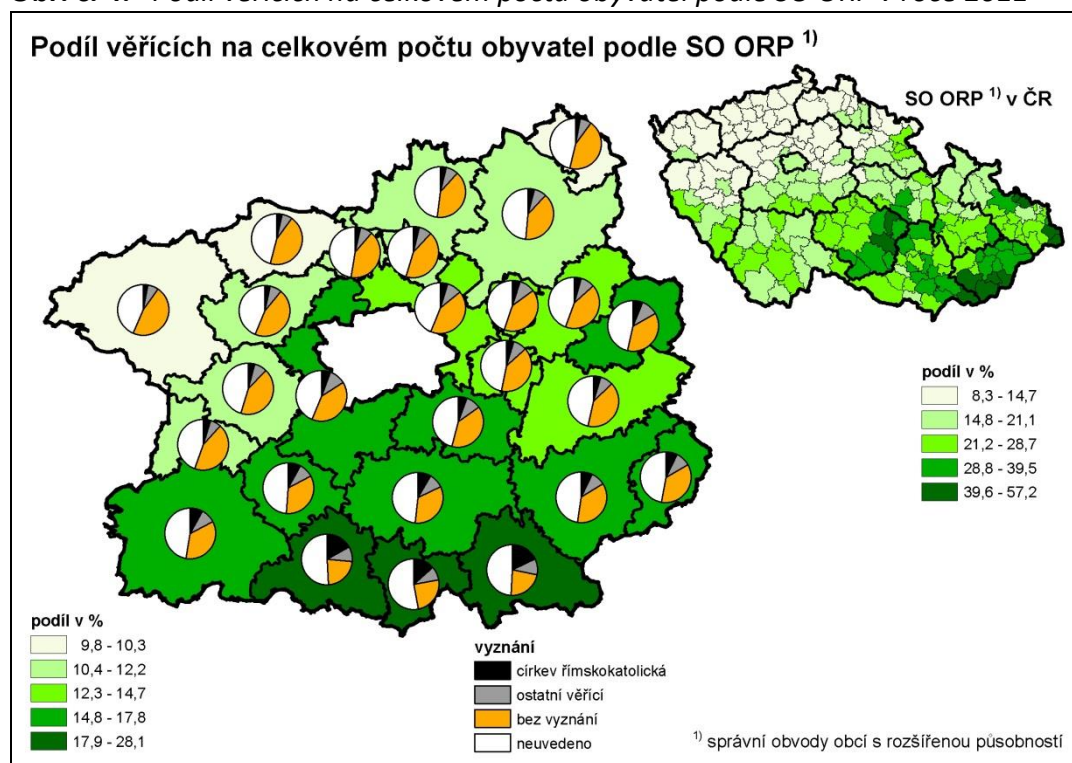 Podíl věřících na celkovém počtu obyvatel podle SO ORP ¹⁾
SO ORP ¹⁾ v ČR
podíl v %
8,3 - 14,7
14,8 - 21,1
21,2 - 28,7
28,8 - 39,5
39,6 - 57,2
podíl v %
9,8 - 10,3
10,4 - 12,2
12,3 - 14,7
14,8 - 17,8
17,9 - 28,1
vyznání
církev římskokatolická
ostatní věřící
bez vyznání
neuvedeno
¹⁾ správní obvody obcí s rozšířenou působností